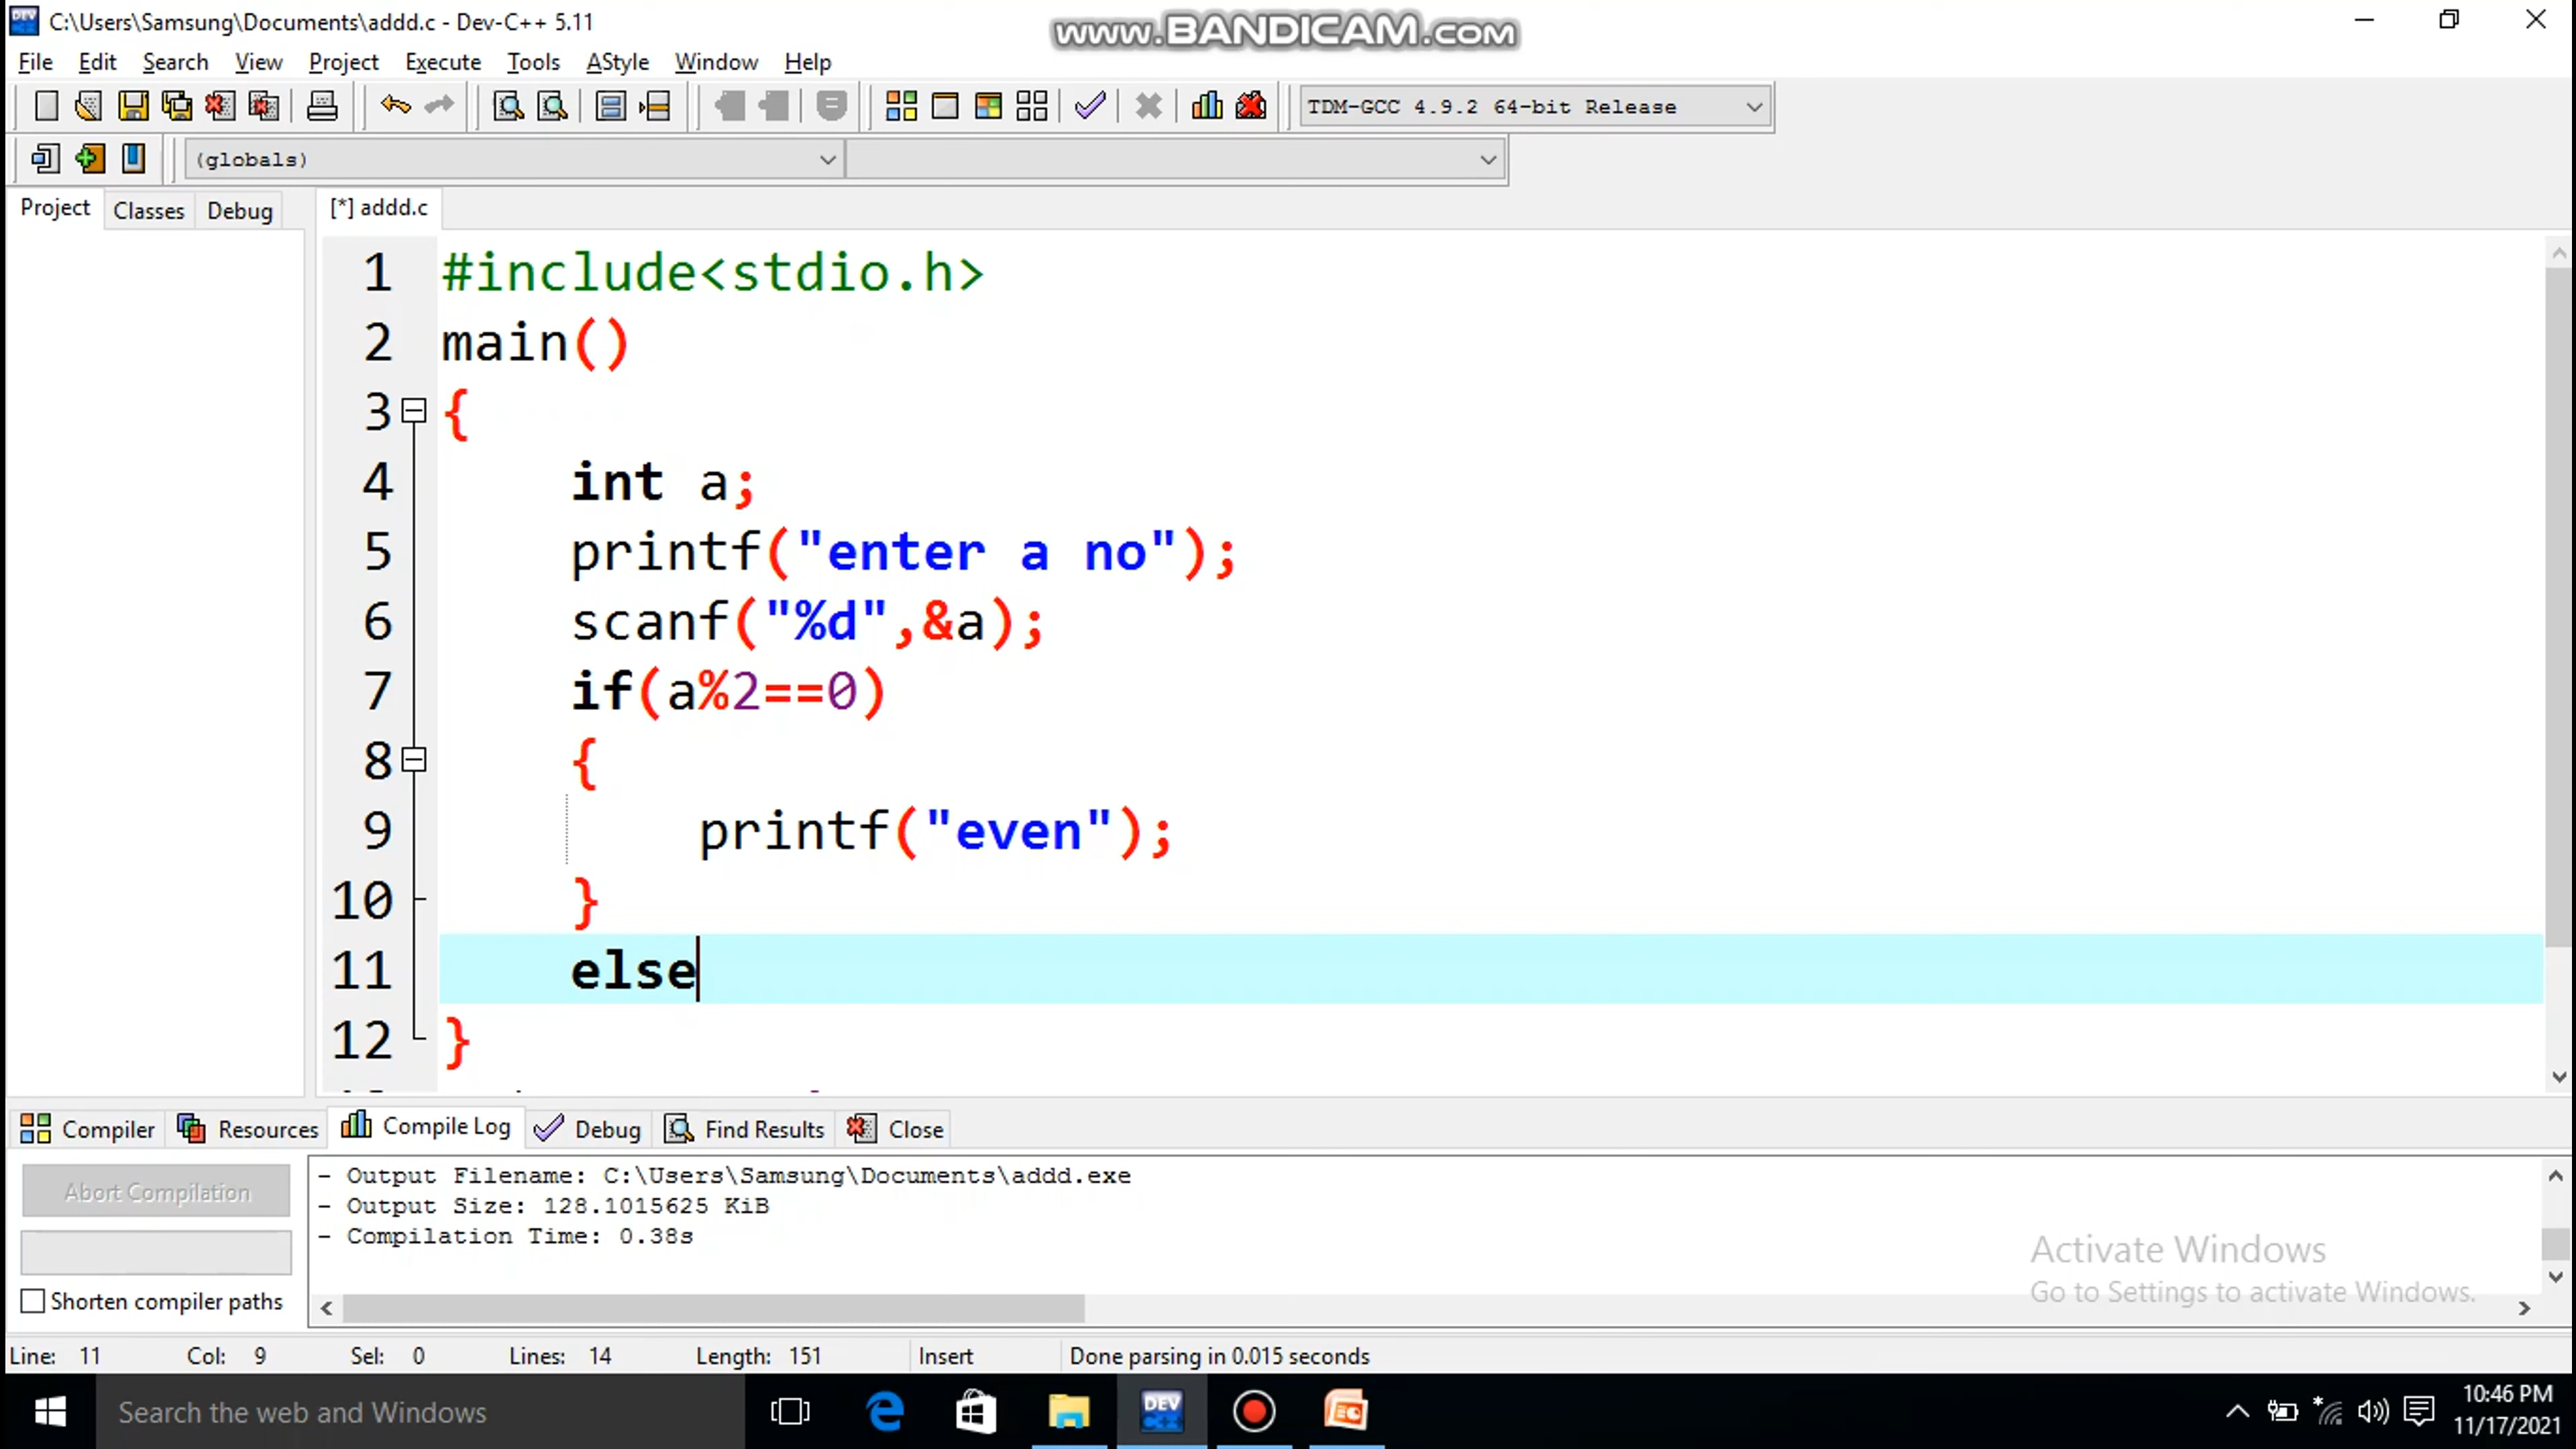 C:\Users\Samsung\Documents\addd.c - Dev-C++ 5.11
www.BANDICAM.com
File Edit Search View Project Execute Tools AStyle Window Help
TDM-GCC 4.9.2 64-bit Release
(globals)
Project Classes Debug [*] addd.c
1 #include<stdio.h>
2 main()
3 {
4 int a;
5 printf("enter a no");
6 scanf("%d",&a);
7 if(a%2==0)
8 {
9 printf("even");
10 }
11 else
12 }
Compiler Resources Compile Log Debug Find Results Close
Abort Compilation
Shorten compiler paths
- Output Filename: C:\Users\Samsung\Documents\addd.exe
- Output Size: 128.1015625 KiB
- Compilation Time: 0.38s
Activate Windows
Go to Settings to activate Windows.
Line: 11 Col: 9 Sel: 0 Lines: 14 Length: 151 Insert Done parsing in 0.015 seconds
Search the web and Windows
DEV
10:46 PM
11/17/2021